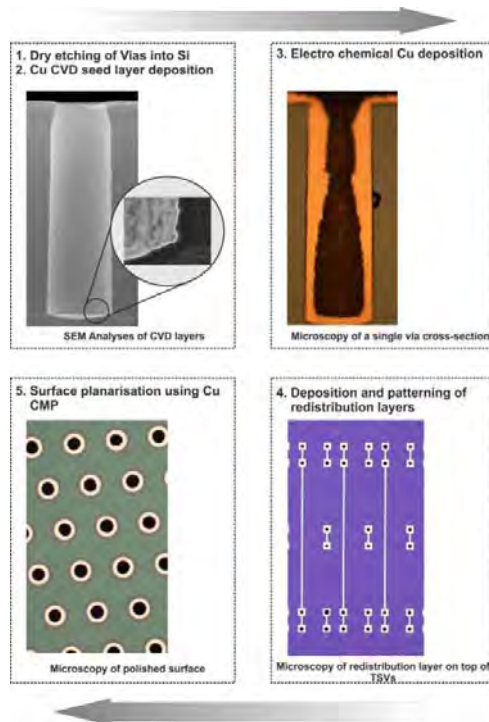 1. Dry etching of Vias into Si
2. Cu CVD seed layer deposition
SEM Analyses of CVD layers
3. Electro chemical Cu deposition
Microscopy of a single via cross-section
5. Surface planarisation using Cu
CMP
Microscopy of polished surface
4. Deposition and patterning of
redistribution layers
Microscopy of redistribution layer on top of
TSVs